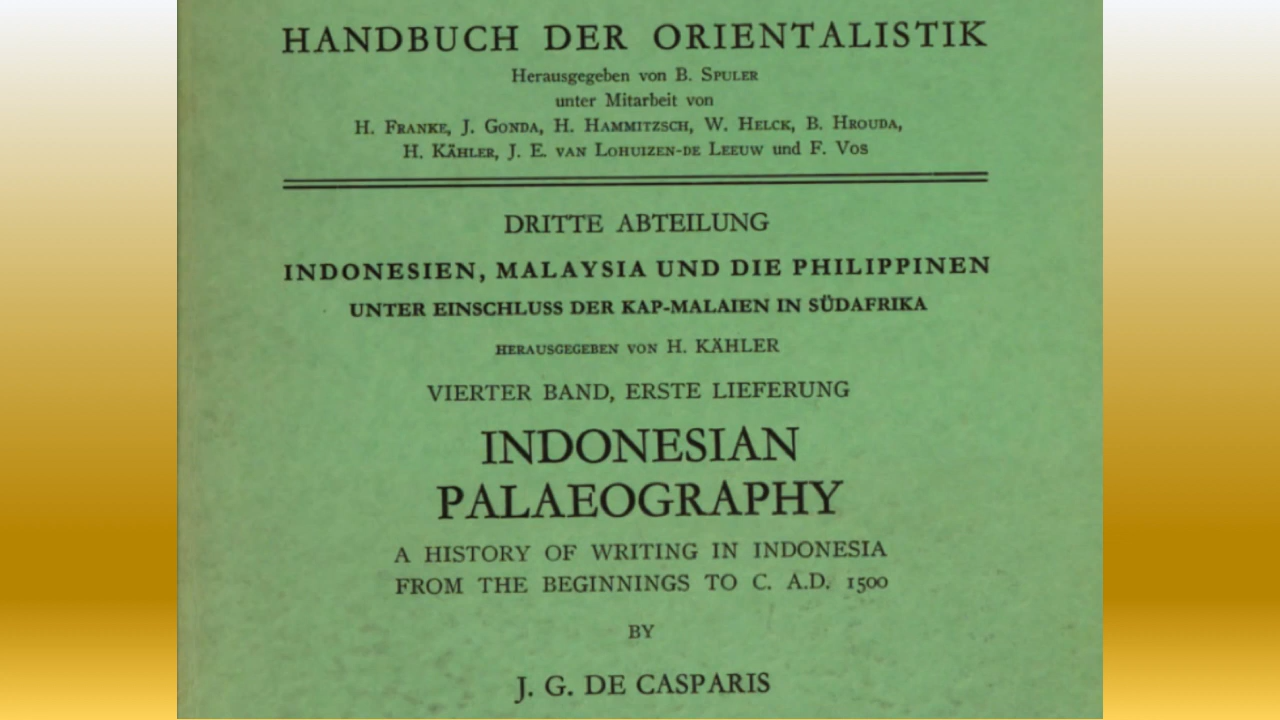 HANDBUCH DER ORIENTALISTIK
Herausgegeben von B. SPULER
unter Mitarbeit von
H. FRANKE, J. GONDA, H. HAMMITZSCH, W. HELCK, B. HROUDA,
H. KÄHLER, J. E. VAN LOHUIZEN-DE LEEUW und F. VOS
DRITTE ABTEILUNG
INDONESIEN, MALAYSIA UND DIE PHILIPPINEN
UNTER EINSCHLUSS DER KAP-MALAIEN IN SÜDAFRIKA
HERAUSGEGEBEN VON H. KÄHLER
VIERTER BAND, ERSTE LIEFERUNG
INDONESIAN
PALAEOGRAPHY
A HISTORY OF WRITING IN INDONESIA
FROM THE BEGINNINGS TO C. A.D. 1500
BY
J. G. DE CASPARIS